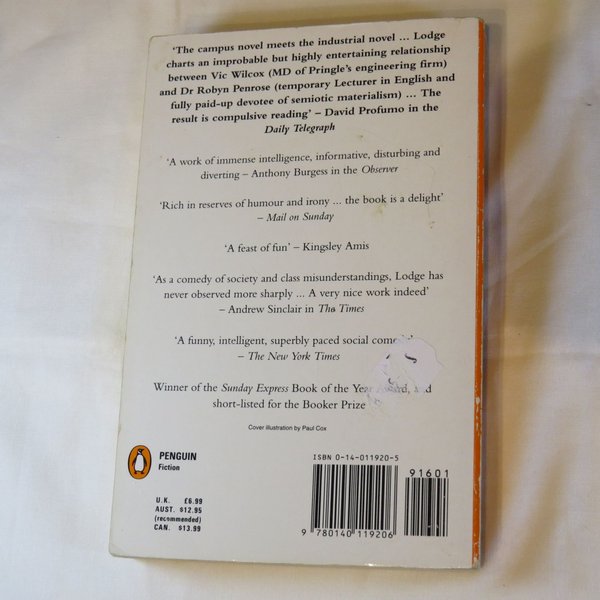 ‘The campus novel meets the industrial novel ... Lodge
charts an improbable but highly entertaining relationship
between Vic Wilcox (MD of Pringle’s engineering firm)
and Dr Robyn Penrose (temporary Lecturer in English and
fully paid-up devotee of semiotic materialism) ... The
result is compulsive reading’ – David Profumo in the
Daily Telegraph
‘A work of immense intelligence, informative, disturbing and
diverting – Anthony Burgess in the Observer
‘Rich in reserves of humour and irony ... the book is a delight’
– Mail on Sunday
‘A feast of fun’ – Kingsley Amis
‘As a comedy of society and class misunderstandings, Lodge has
never observed more sharply ... A very nice work indeed’
– Andrew Sinclair in The Times
‘A funny, intelligent, superbly paced social
– The New York Times
Winner of the Sunday Express Book of the and
short-listed for the Booker Prize
Cover illustration by Paul Cox
PENGUIN
Fiction
U.K. £6.99
AUST. $12.95
(recommended)
CAN. $13.99
ISBN 0-14-011920-5
91601
9 780140 119206